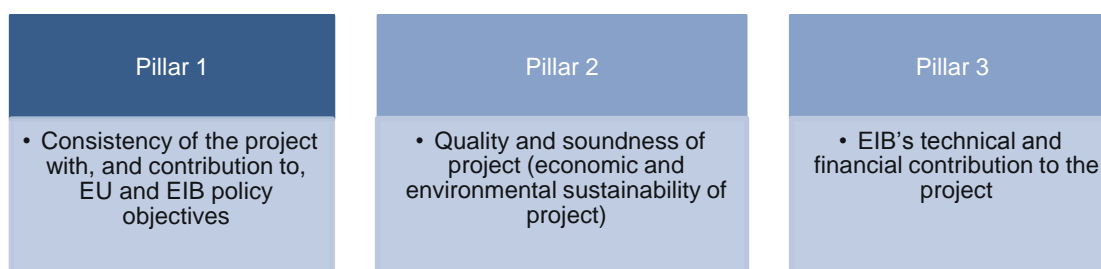 Pillar 1
• Consistency of the project
with, and contribution to,
EU and EIB policy
objectives
Pillar 2
• Quality and soundness of
project (economic and
environmental sustainability of
project)
Pillar 3
• EIB’s technical and
financial contribution to the
project